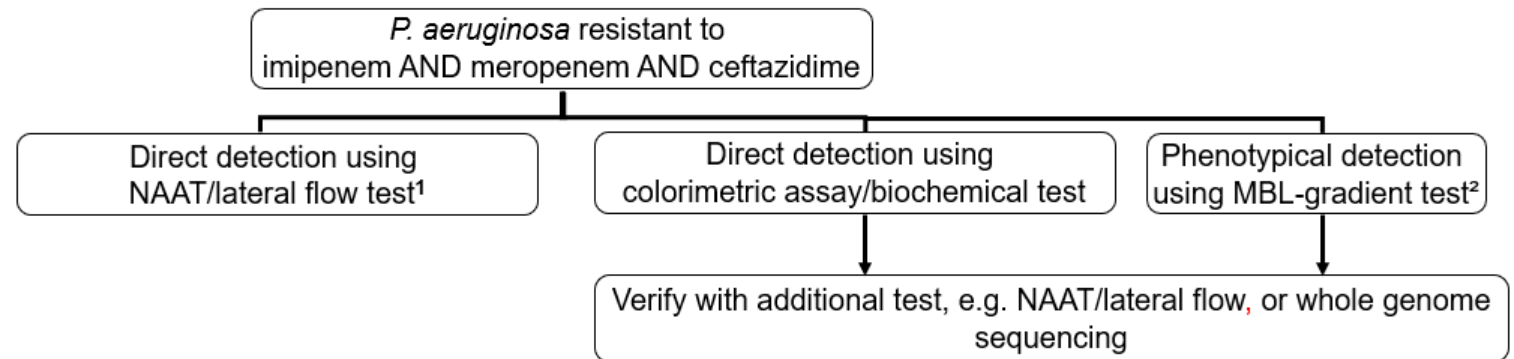 P. aeruginosa resistant to
imipenem AND meropenem AND ceftazidime
Direct detection using
NAAT/lateral flow test¹
Direct detection using
colorimetric assay/biochemical test
Phenotypical detection
using MBL-gradient test²
Verify with additional test, e.g. NAAT/lateral flow, or whole genome
sequencing